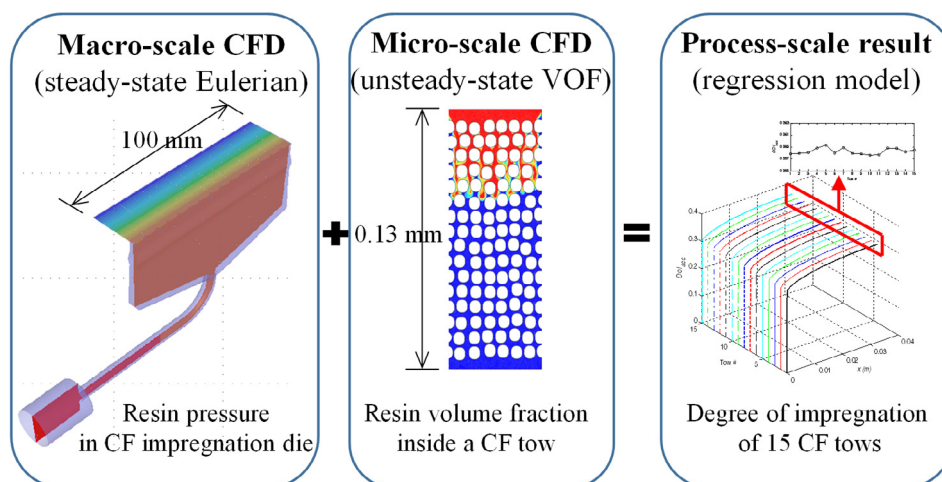 Macro-scale CFD
(steady-state Eulerian)
100 mm
Resin pressure
in CF impregnation die
+
Micro-scale CFD
(unsteady-state VOF)
0.13 mm
Resin volume fraction
inside a CF tow
=
Process-scale result
(regression model)
0.4
0.3
0.2
0.1
0
15
10
5
Tow #
0
0.01
0.02
0.03
0.04
x (m)
Degree of impregnation
of 15 CF tows